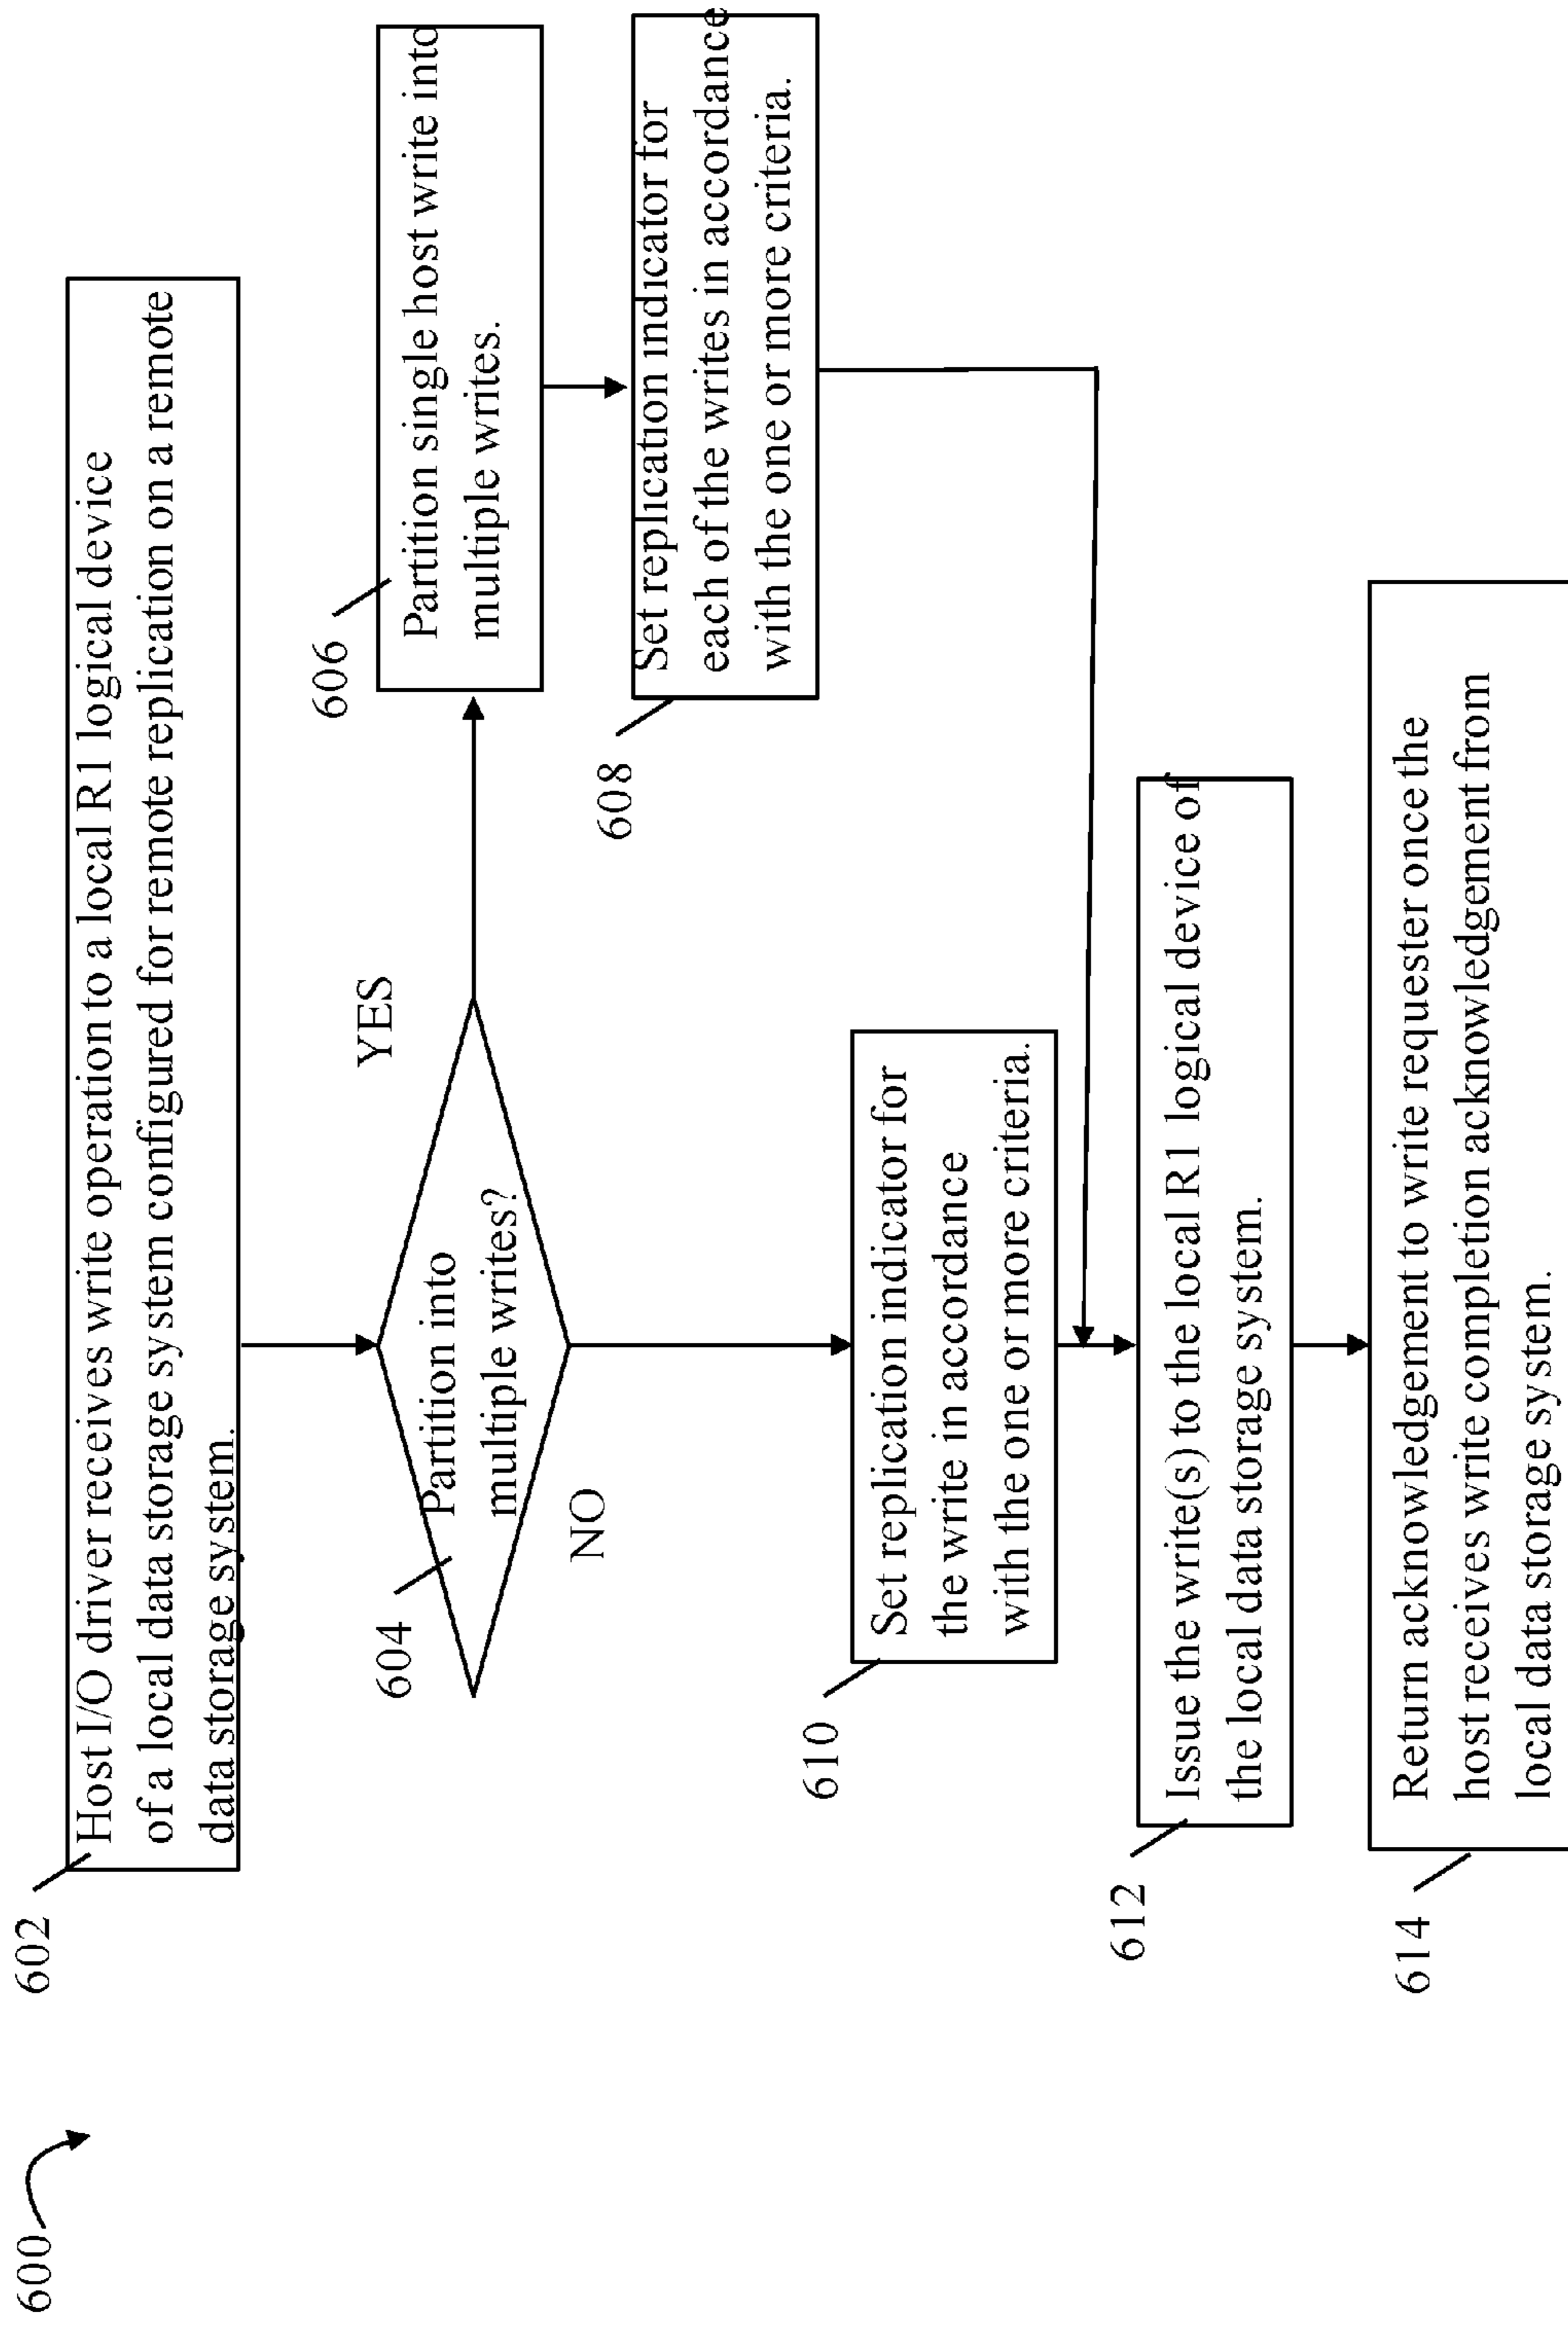 600
602
Host I/O driver receives write operation to a local R1 logical device
of a local data storage system configured for remote replication on a remote
data storage system.
604
Partition into
multiple writes?
YES
NO
606
Partition single host write into
multiple writes.
608
Set replication indicator for
each of the writes in accordance
with the one or more criteria.
610
Set replication indicator for
the write in accordance
with the one or more criteria.
612
Issue the write(s) to the local R1 logical device of
the local data storage system.
614
Return acknowledgement to write requester once the
host receives write completion acknowledgement from
local data storage system.